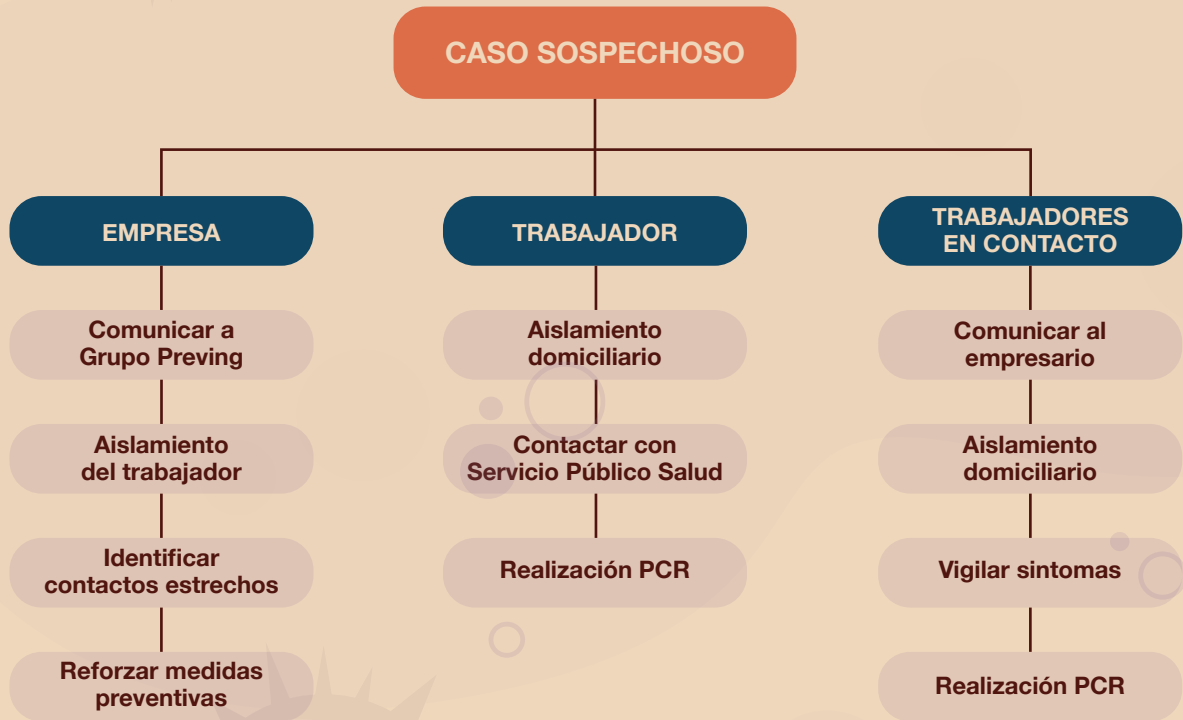 CASO SOSPECHOSO
EMPRESA
Comunicar a
Grupo Preving
Aislamiento
del trabajador
Identificar
contactos estrechos
Reforzar medidas
preventivas
TRABAJADOR
Aislamiento
domiciliario
Contactar con
Servicio Público Salud
Realización PCR
TRABAJADORES
EN CONTACTO
Comunicar al
empresario
Aislamiento
domiciliario
Vigilar sintomas
Realización PCR